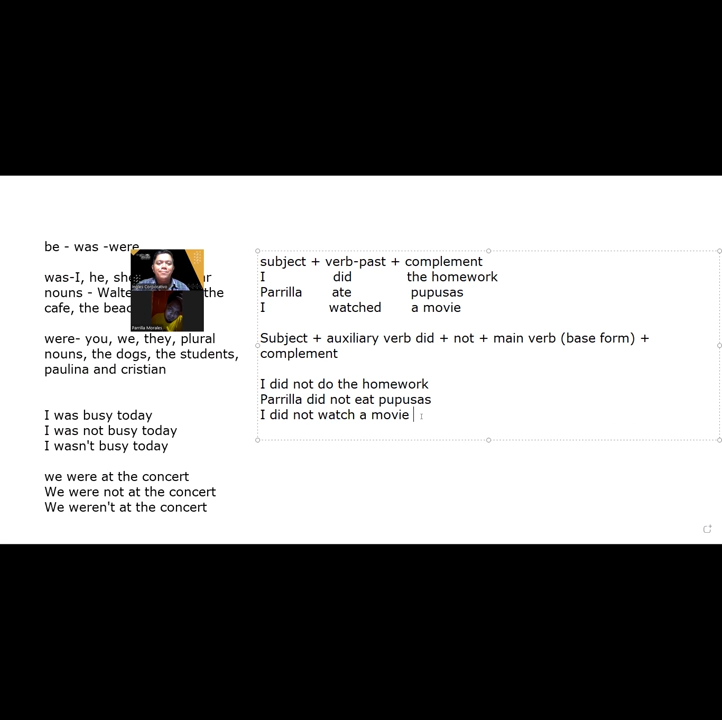 be - was -were
was-I, he, she
nouns - the
cafe, the
were- you, we, they, plural
nouns, the dogs, the students,
paulina and cristian
I was busy today
I was not busy today
I wasn't busy today
we were at the concert
We were not at the concert
We weren't at the concert
subject + verb-past + complement
I did the homework
Parrilla ate pupusas
I watched a movie
Subject + auxiliary verb did + not + main verb (base form) +
complement
I did not do the homework
Parrilla did not eat pupusas
I did not watch a movie
Parrilla Morales